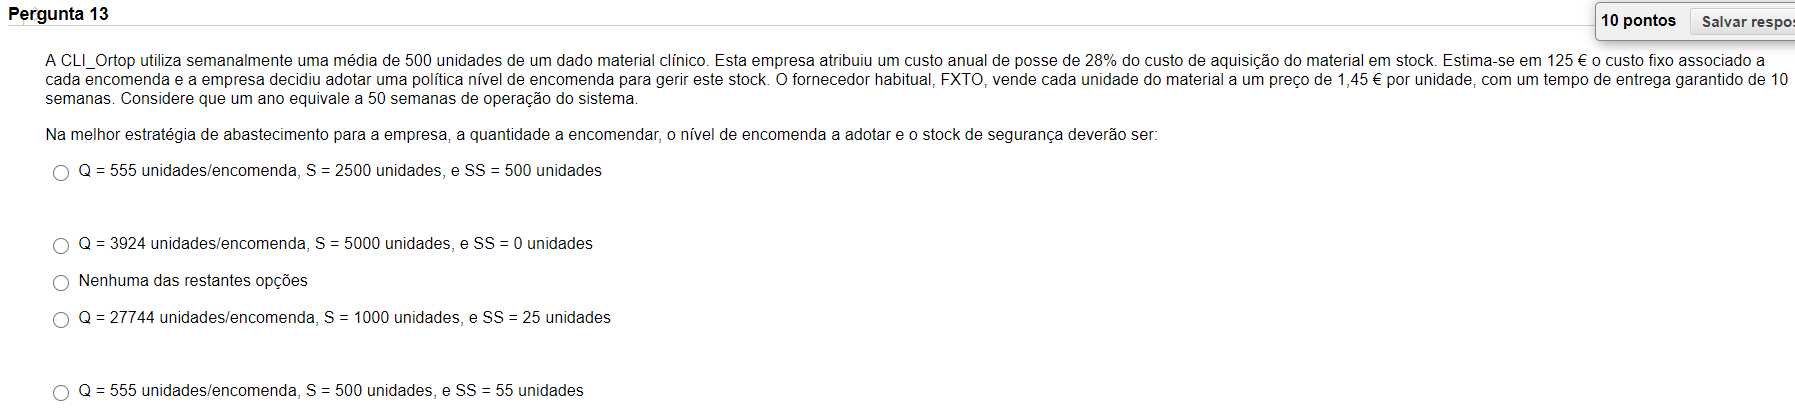 Pergunta 13
10 pontos
Salvar respos
A CLI_Ortop utiliza semanalmente uma média de 500 unidades de um dado material clínico. Esta empresa atribuiu um custo anual de posse de 28% do custo de aquisição do material em stock. Estima-se em 125 € o custo fixo associado a
cada encomenda e a empresa decidiu adotar uma política nível de encomenda para gerir este stock. O fornecedor habitual, FXTO, vende cada unidade do material a um preço de 1,45 € por unidade, com um tempo de entrega garantido de 10
semanas. Considere que um ano equivale a 50 semanas de operação do sistema.
Na melhor estratégia de abastecimento para a empresa, a quantidade a encomendar, o nível de encomenda a adotar e o stock de segurança deverão ser:
Q = 555 unidades/encomenda, S = 2500 unidades, e SS = 500 unidades
Q = 3924 unidades/encomenda, S = 5000 unidades, e SS = 0 unidades
Nenhuma das restantes opções
Q = 27744 unidades/encomenda, S = 1000 unidades, e SS = 25 unidades
Q = 555 unidades/encomenda, S = 500 unidades, e SS = 55 unidades